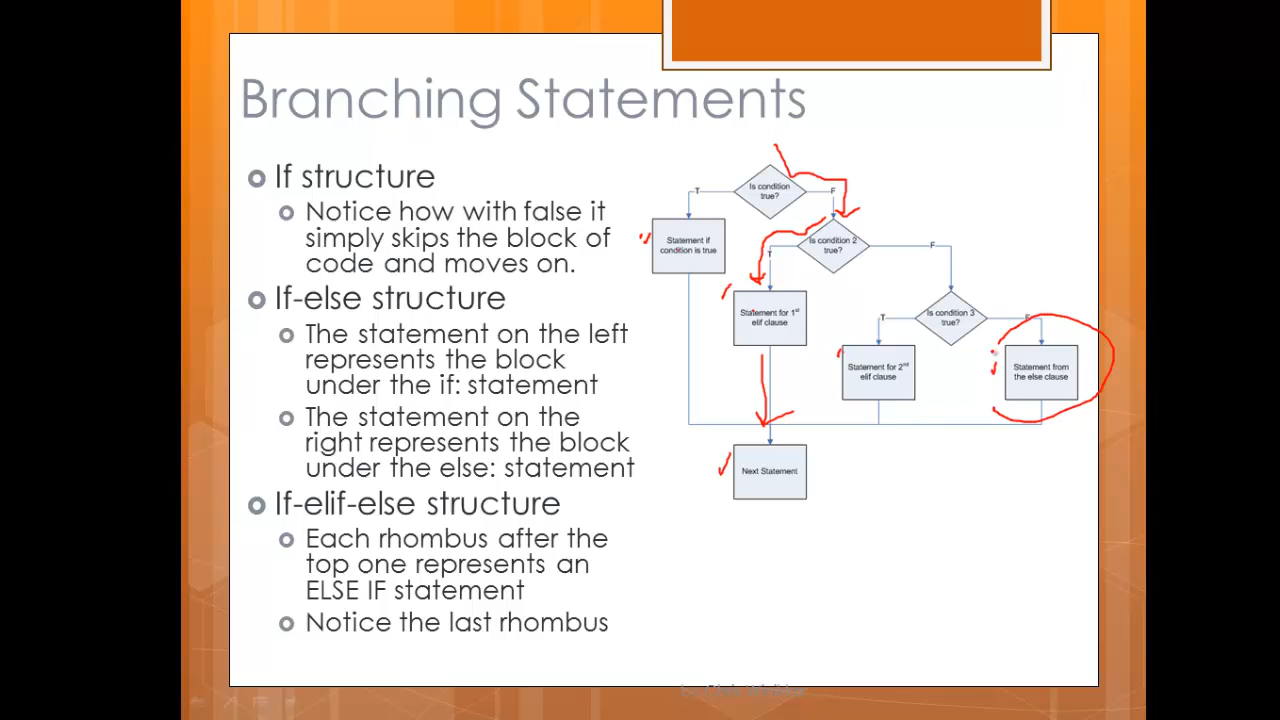 Branching Statements
If structure
Notice how with false it
simply skips the block of
code and moves on.
If-else structure
The statement on the left
represents the block
under the if: statement
The statement on the
right represents the block
under the else: statement
If-elif-else structure
Each rhombus after the
top one represents an
ELSE IF statement
Notice the last rhombus
Is condition
true?
T
F
Statement if
condition is true
Is condition 2
true?
T
F
Statement for 1st
elif clause
Is condition 3
true?
T
F
Statement for 2nd
elif clause
Statement from
the else clause
Next Statement